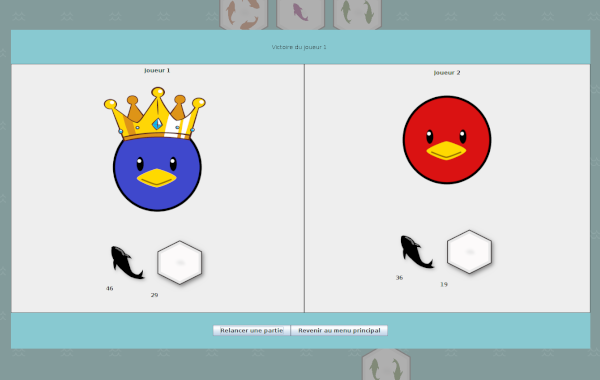 Victoire du joueur 1
Joueur 1
Joueur 2
46
29
36
19
Relancer une partie
Revenir au menu principal